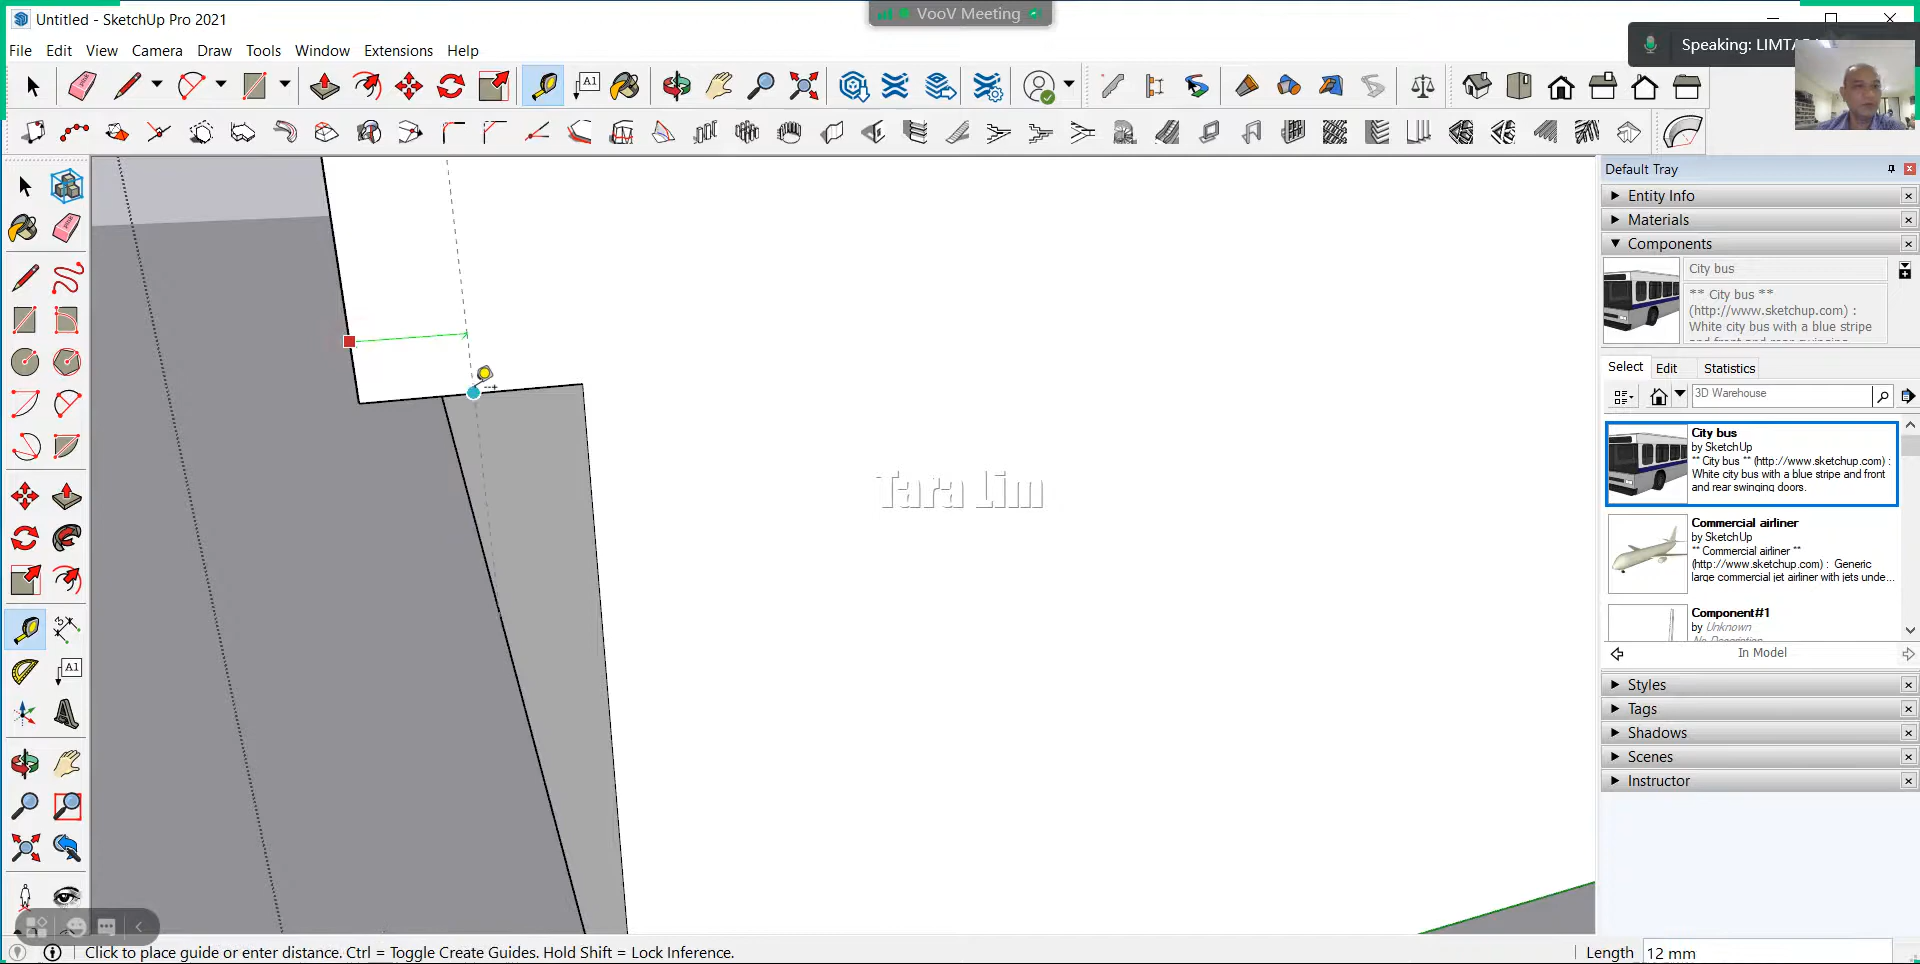 Untitled - SketchUp Pro 2021
VooV Meeting
File Edit View Camera Draw Tools Window Extensions Help
Speaking: LIMTA
A1
Default Tray
Entity Info
Materials
Components
City bus
** City bus **
(http://www.sketchup.com) :
White city bus with a blue stripe
Select Edit Statistics
3D Warehouse
City bus
by SketchUp
** City bus ** (http://www.sketchup.com) :
White city bus with a blue stripe and front
and rear swinging doors.
Commercial airliner
by SketchUp
** Commercial airliner **
(http://www.sketchup.com) : Generic
large commercial jet airliner with jets unde...
Component#1
by Unknown
No Description
In Model
Styles
Tags
Shadows
Scenes
Instructor
A1
Tara Lim
Click to place guide or enter distance. Ctrl = Toggle Create Guides. Hold Shift = Lock Inference.
Length 12 mm